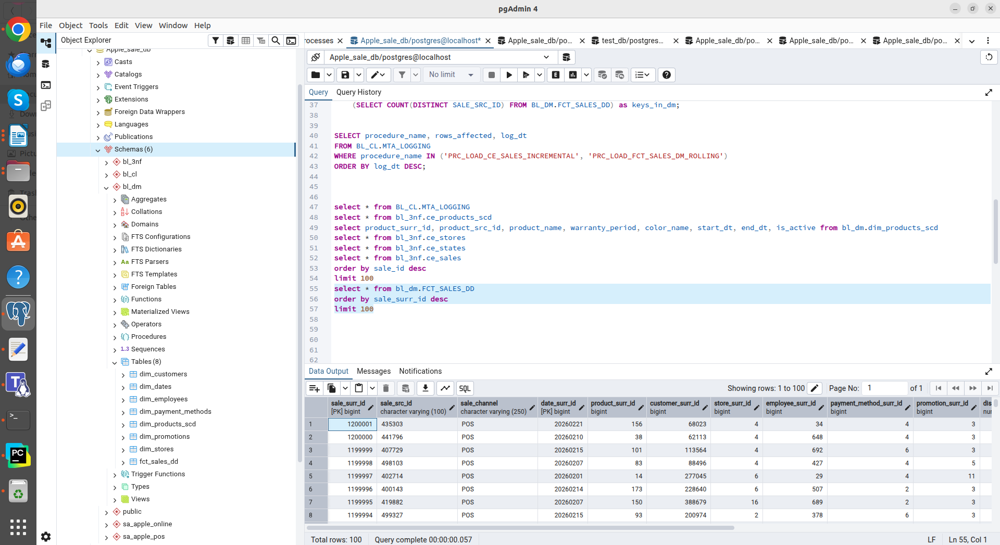 pgAdmin 4
File Object Tools Edit View Window Help
Object Explorer
rocesses
Apple_sale_db/postgres@localhost*
Apple_sale_db/po...
test_db/postgres...
Apple_sale_db/po...
Apple_sale_db/po...
Apple_sale_db/po...
Apple_sale_db/postgres@localhost
No limit
Query Query History
Apple_sale_db
Casts
Catalogs
Event Triggers
Extensions
Foreign Data Wrappers
Languages
Publications
Schemas (6)
bl_3nf
bl_cl
bl_dm
Aggregates
Collations
Domains
FTS Configurations
FTS Dictionaries
Aa FTS Parsers
FTS Templates
Foreign Tables
Functions
Materialized Views
Operators
Procedures
1..3 Sequences
Tables (8)
dim_customers
dim_dates
dim_employees
dim_payment_methods
dim_products_scd
dim_promotions
dim_stores
fct_sales_dd
Trigger Functions
Types
Views
public
sa_apple_online
sa_apple_pos
37 (SELECT COUNT(DISTINCT SALE_SRC_ID) FROM BL_DM.FCT_SALES_DD) as keys_in_dm;
38
39
40 SELECT procedure_name, rows_affected, log_dt
41 FROM BL_CL.MTA_LOGGING
42 WHERE procedure_name IN ('PRC_LOAD_CE_SALES_INCREMENTAL', 'PRC_LOAD_FCT_SALES_DM_ROLLING')
43 ORDER BY log_dt DESC;
44
45
46
47 select * from BL_CL.MTA_LOGGING
48 select * from bl_3nf.ce_products_scd
49 select product_surr_id, product_src_id, product_name, warranty_period, color_name, start_dt, end_dt, is_active from bl_dm.dim_products_scd
50 select * from bl_3nf.ce_stores
51 select * from bl_3nf.ce_states
52 select * from bl_3nf.ce_sales
53 order by sale_id desc
54 limit 100
55 select * from bl_dm.FCT_SALES_DD
56 order by sale_surr_id desc
57 limit 100
58
59
60
61
62
Data Output Messages Notifications
SQL
Showing rows: 1 to 100
Page No: 1 of 1
sale_surr_id sale_src_id sale_channel date_surr_id product_surr_id customer_surr_id store_surr_id employee_surr_id payment_method_surr_id promotion_surr_id dis
[PK] bigint character varying (100) character varying (250) [PK] bigint bigint bigint bigint bigint bigint bigint nur
1 1200001 435303 POS 20260221 156 68023 4 34 4 3
2 1200000 441796 POS 20260210 38 62113 4 648 4 3
3 1199999 407729 POS 20260215 101 113564 4 692 6 3
4 1199998 498103 POS 20260207 83 88496 4 427 4 5
5 1199997 402714 POS 20260201 14 277045 6 29 4 11
6 1199996 400143 POS 20260214 173 228640 6 507 2 3
7 1199995 419882 POS 20260207 150 388679 16 689 2 3
8 1199994 499327 POS 20260215 93 200974 2 378 6 3
Total rows: 100 Query complete 00:00:00.057 LF Ln 55, Col 1